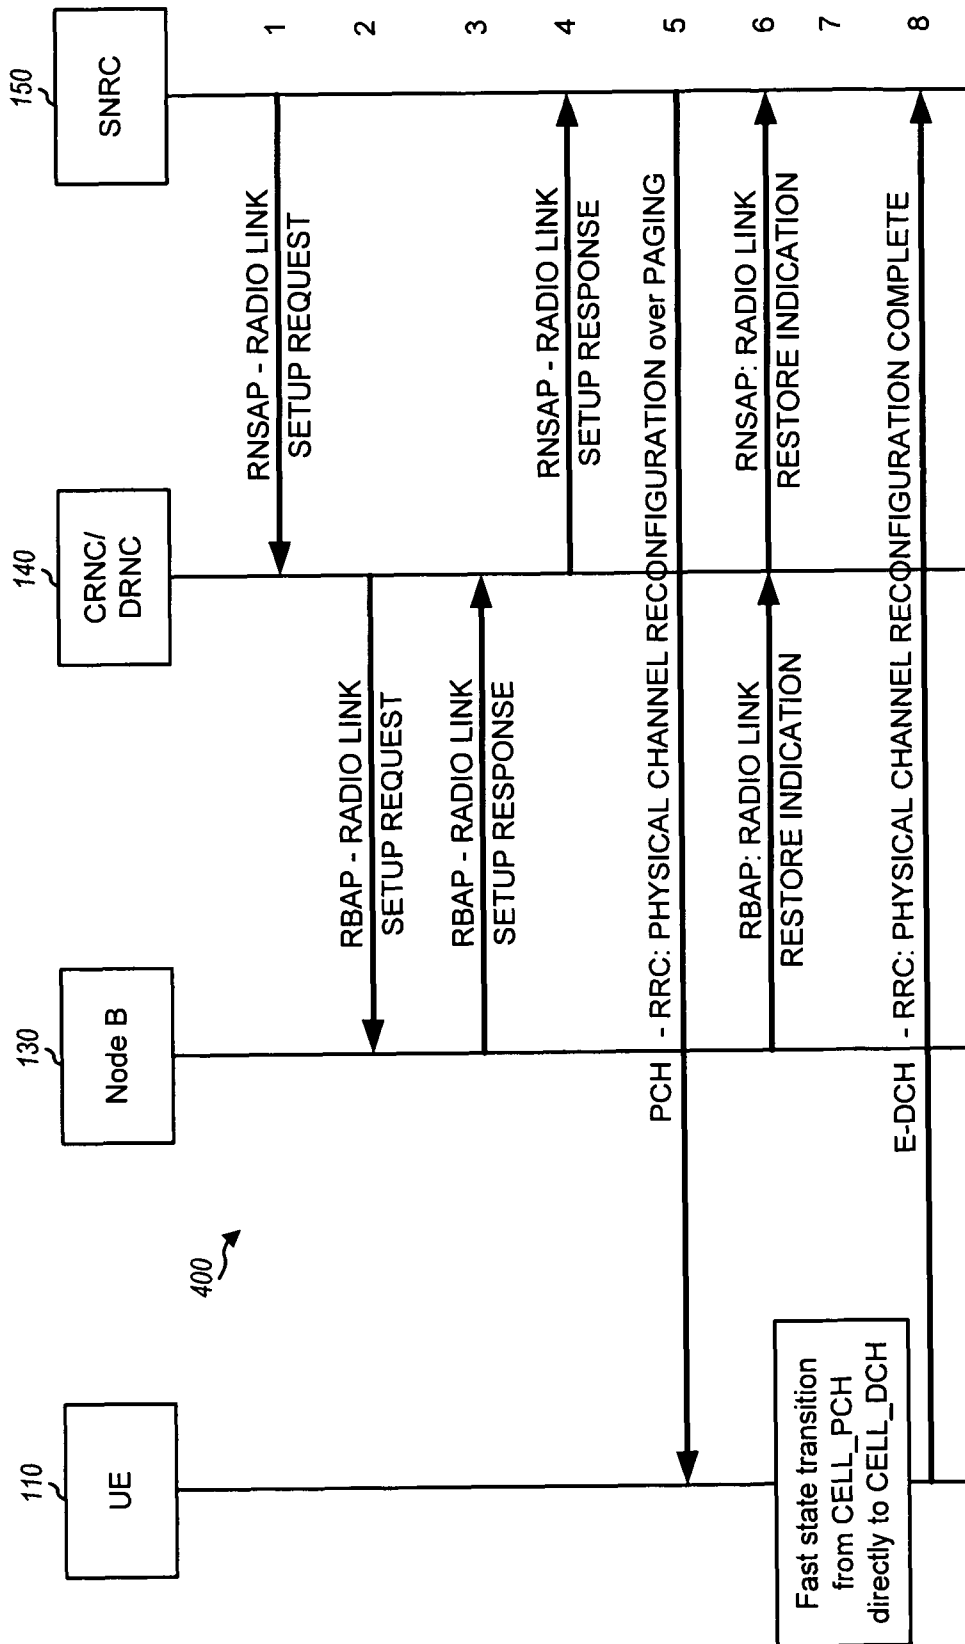 110
UE
130
Node B
140
CRNC/
DRNC
150
SNRC
400
RNSAP - RADIO LINK
SETUP REQUEST
1
RBAP - RADIO LINK
SETUP REQUEST
2
RBAP - RADIO LINK
SETUP RESPONSE
3
RNSAP - RADIO LINK
SETUP RESPONSE
4
PCH - RRC: PHYSICAL CHANNEL RECONFIGURATION over PAGING
5
RBAP: RADIO LINK
RESTORE INDICATION
RNSAP: RADIO LINK
RESTORE INDICATION
6
Fast state transition
from CELL_PCH
directly to CELL_DCH
7
E-DCH - RRC: PHYSICAL CHANNEL RECONFIGURATION COMPLETE
8